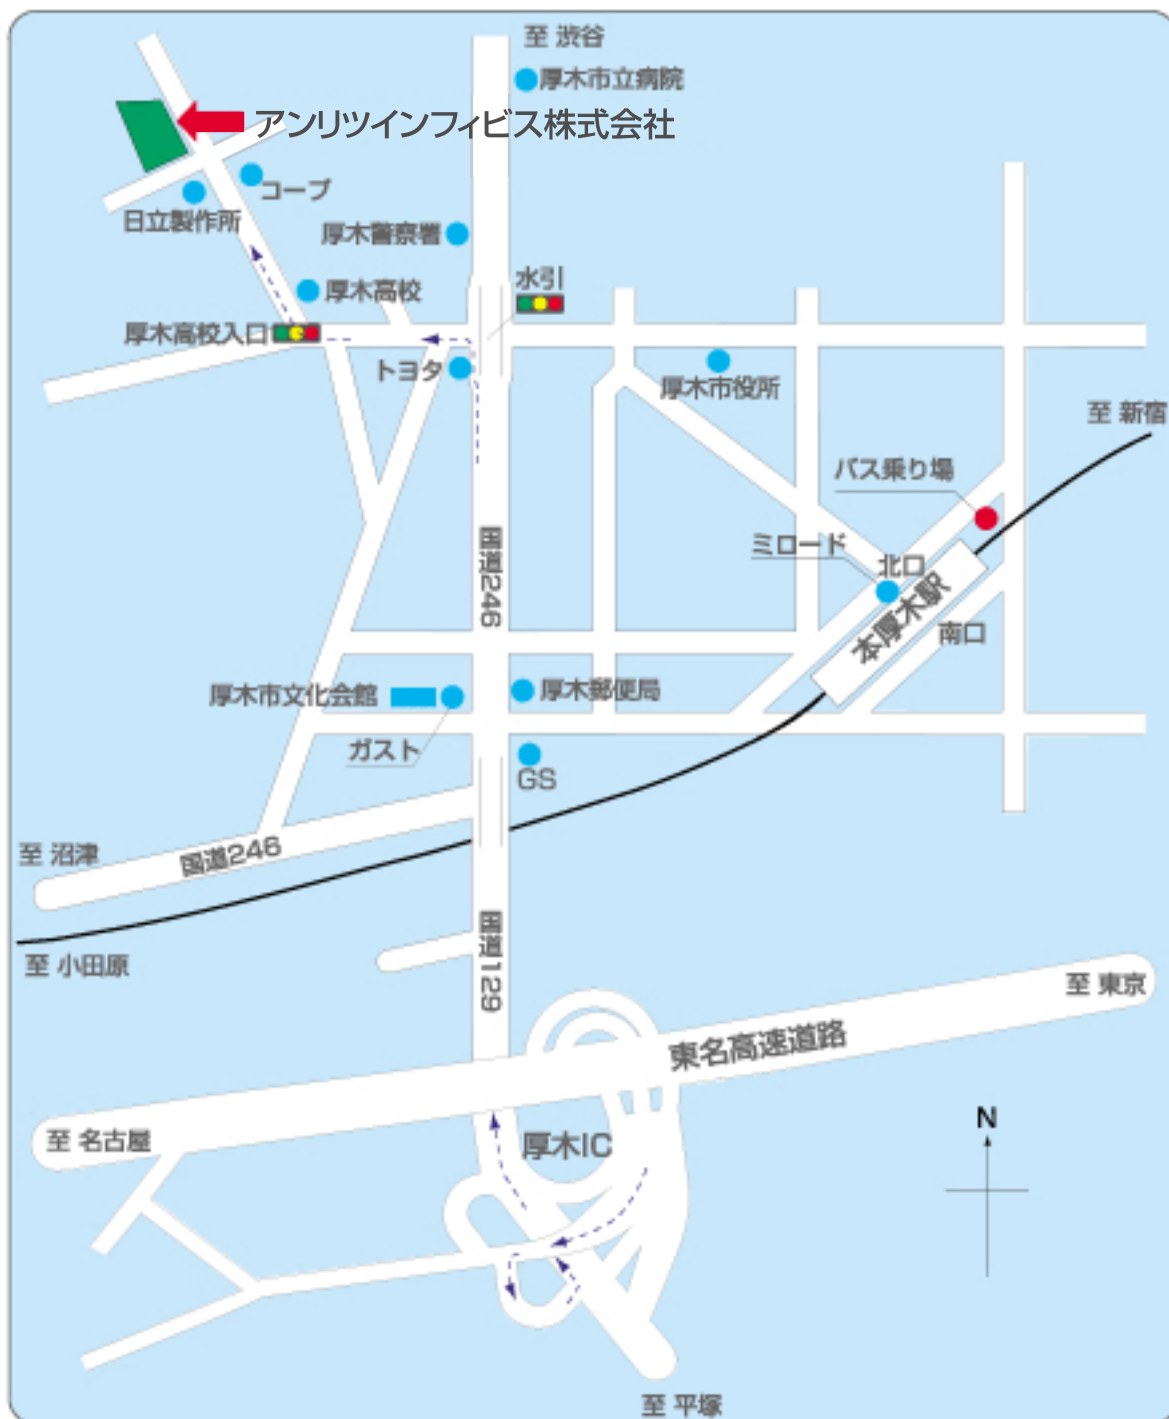 至 渋谷
厚木市立病院
アンリツインフィビス株式会社
コープ
日立製作所
厚木警察署
水引
厚木高校
厚木高校入口
トヨタ
厚木市役所
至 新宿
バス乗り場
ミロード
北口
国道246
本厚木駅
南口
厚木市文化会館
厚木郵便局
ガスト
GS
至 沼津
国道246
国道129
至 小田原
至 東京
東名高速道路
N
至 名古屋
厚木IC
至 平塚